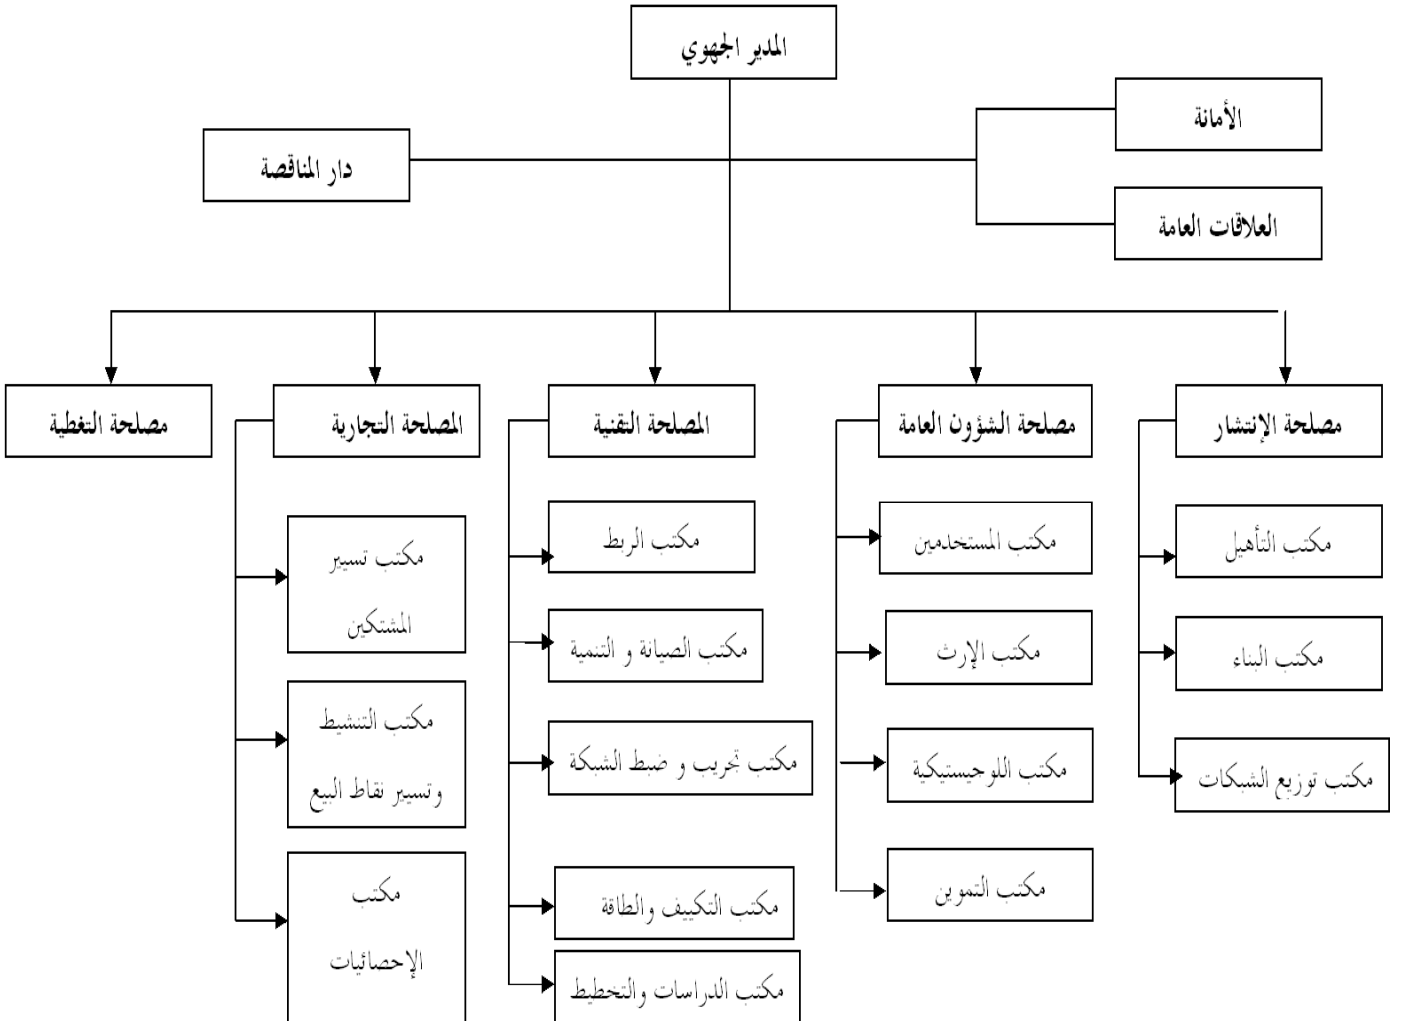 المدير الجهوي
الأمانة
دار المناقصة
العلاقات العامة
مصلحة الإنتشار
مصلحة الشؤون العامة
المصلحة التقنية
المصلحة التجارية
مصلحة التغطية
مكتب التأهيل
مكتب البناء
مكتب توزيع الشبكات
مكتب المستخدمين
مكتب الإرث
مكتب اللوجيستيكية
مكتب التموين
مكتب الربط
مكتب الصيانة و التنمية
مكتب تجريب و ضبط الشبكة
مكتب التكييف والطاقة
مكتب الدراسات والتخطيط
مكتب تسيير
المشتكين
مكتب التنشيط
وتسيير نقاط البيع
مكتب
الإحصائيات